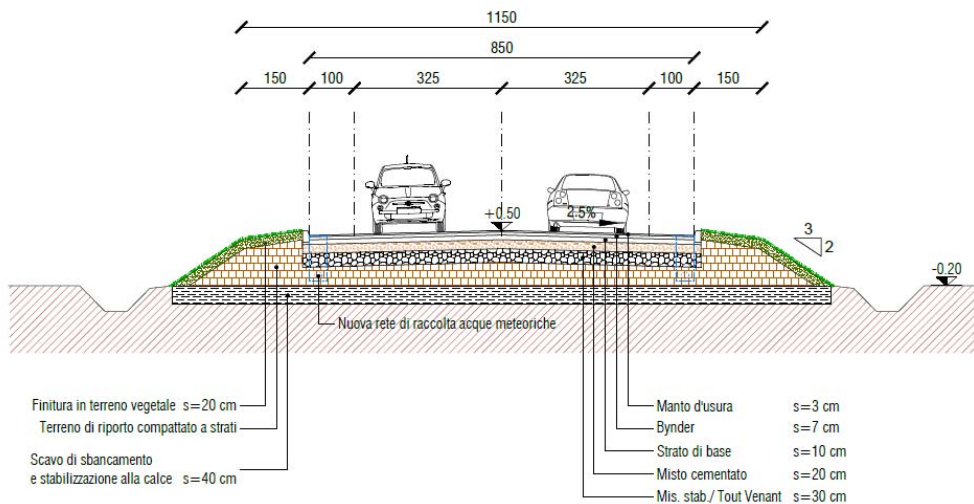 1150
850
150 100 325 325 100 150
+0.50
2.5%
3
2
-0.20
Nuova rete di raccolta acque meteoriche
Finitura in terreno vegetale s=20 cm
Terreno di riporto compattato a strati
Scavo di sbancamento
e stabilizzazione alla calce s=40 cm
Manto d'usura s=3 cm
Bynder s=7 cm
Strato di base s=10 cm
Misto cementato s=20 cm
Mis. stab./ Tout Venant s=30 cm